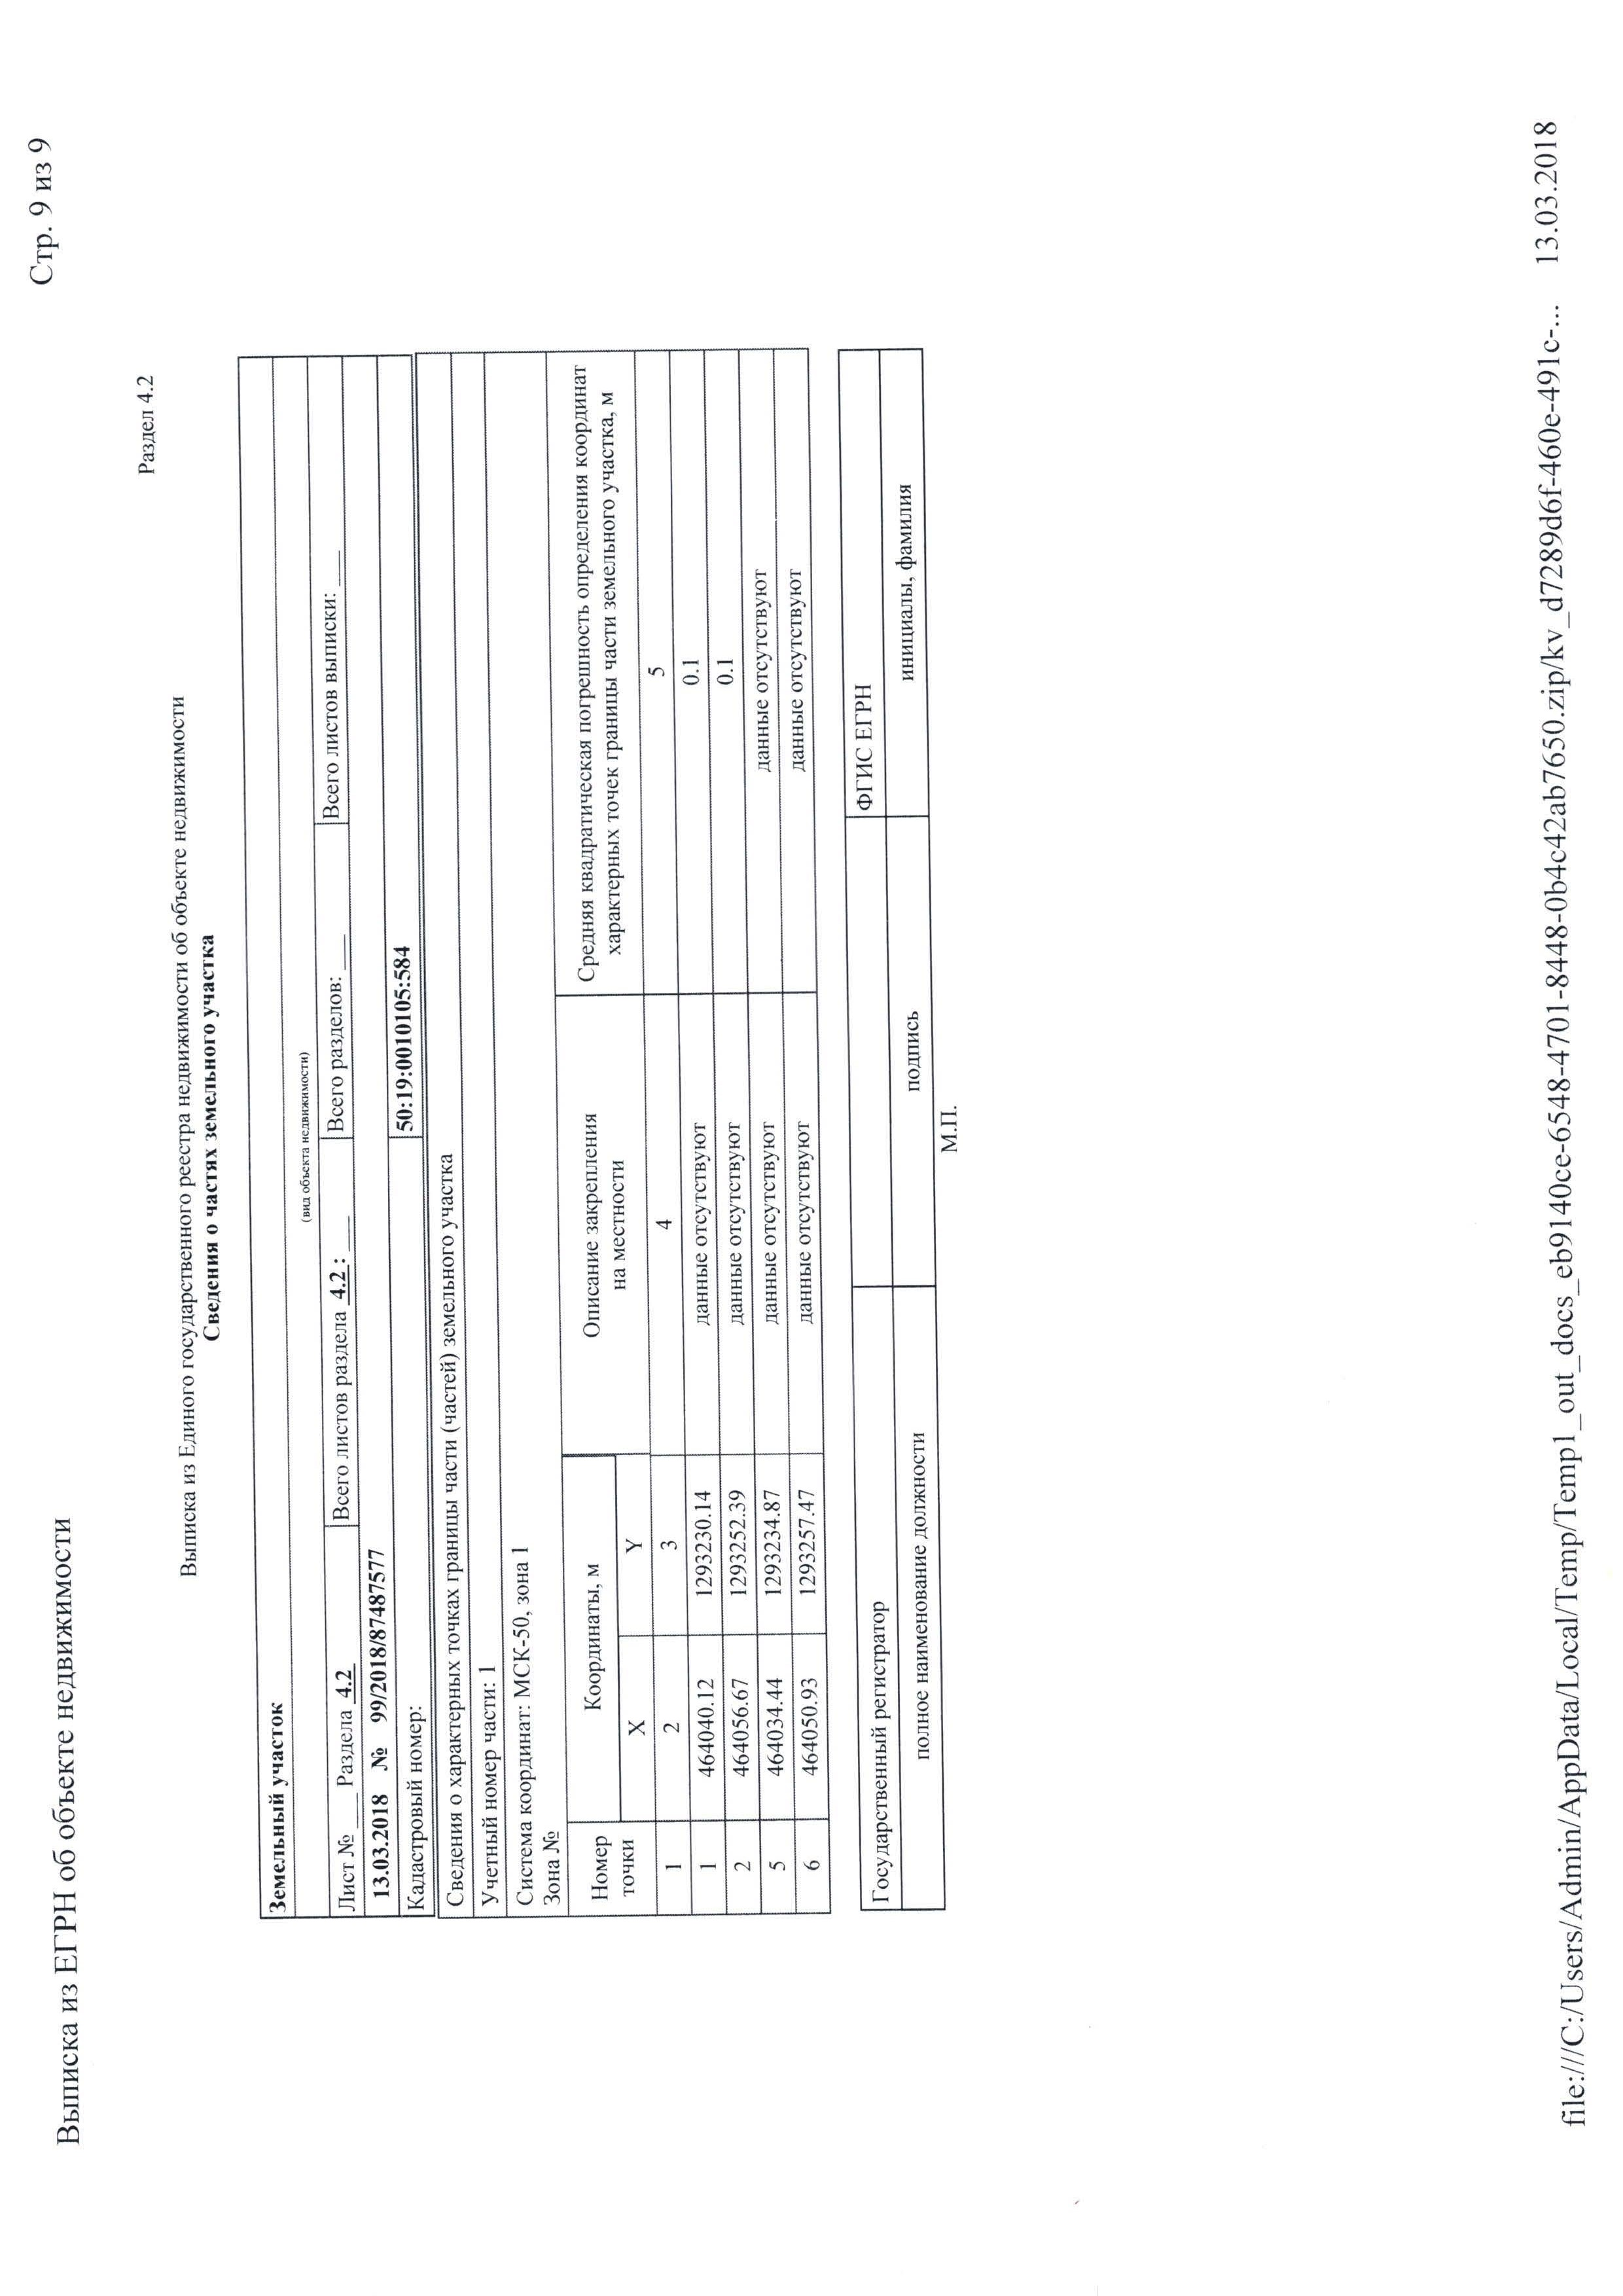 Выписка из ЕГРН об объекте недвижимости Стр. 9 из 9
Раздел 4.2
Выписка из Единого государственного реестра недвижимости об объекте недвижимости
Сведения о частях земельного участка
Земельный участок
(вид объекта недвижимости)
Лист № ___ Раздела 4.2 Всего листов раздела 4.2 : ___ Всего разделов: ___ Всего листов выписки: ___
13.03.2018 № 99/2018/87487577
Кадастровый номер: 50:19:0010105:584
Сведения о характерных точках границы части (частей) земельного участка
Учетный номер части: 1
Система координат: МСК-50, зона 1
Зона №
Номер точки Координаты, м Описание закрепления на местности Средняя квадратическая погрешность определения координат характерных точек границы части земельного участка, м
X Y
1 2 3 4 5
1 464040.12 1293230.14 данные отсутствуют 0.1
2 464056.67 1293252.39 данные отсутствуют 0.1
5 464034.44 1293234.87 данные отсутствуют данные отсутствуют
6 464050.93 1293257.47 данные отсутствуют данные отсутствуют
Государственный регистратор ФГИС ЕГРН
полное наименование должности подпись инициалы, фамилия
М.П.
file:///C:/Users/Admin/AppData/Local/Temp/Temp1_out_docs_eb9140ce-6548-4701-8448-0b4c42ab7650.zip/kv_d7289d6f-460e-491c-... 13.03.2018